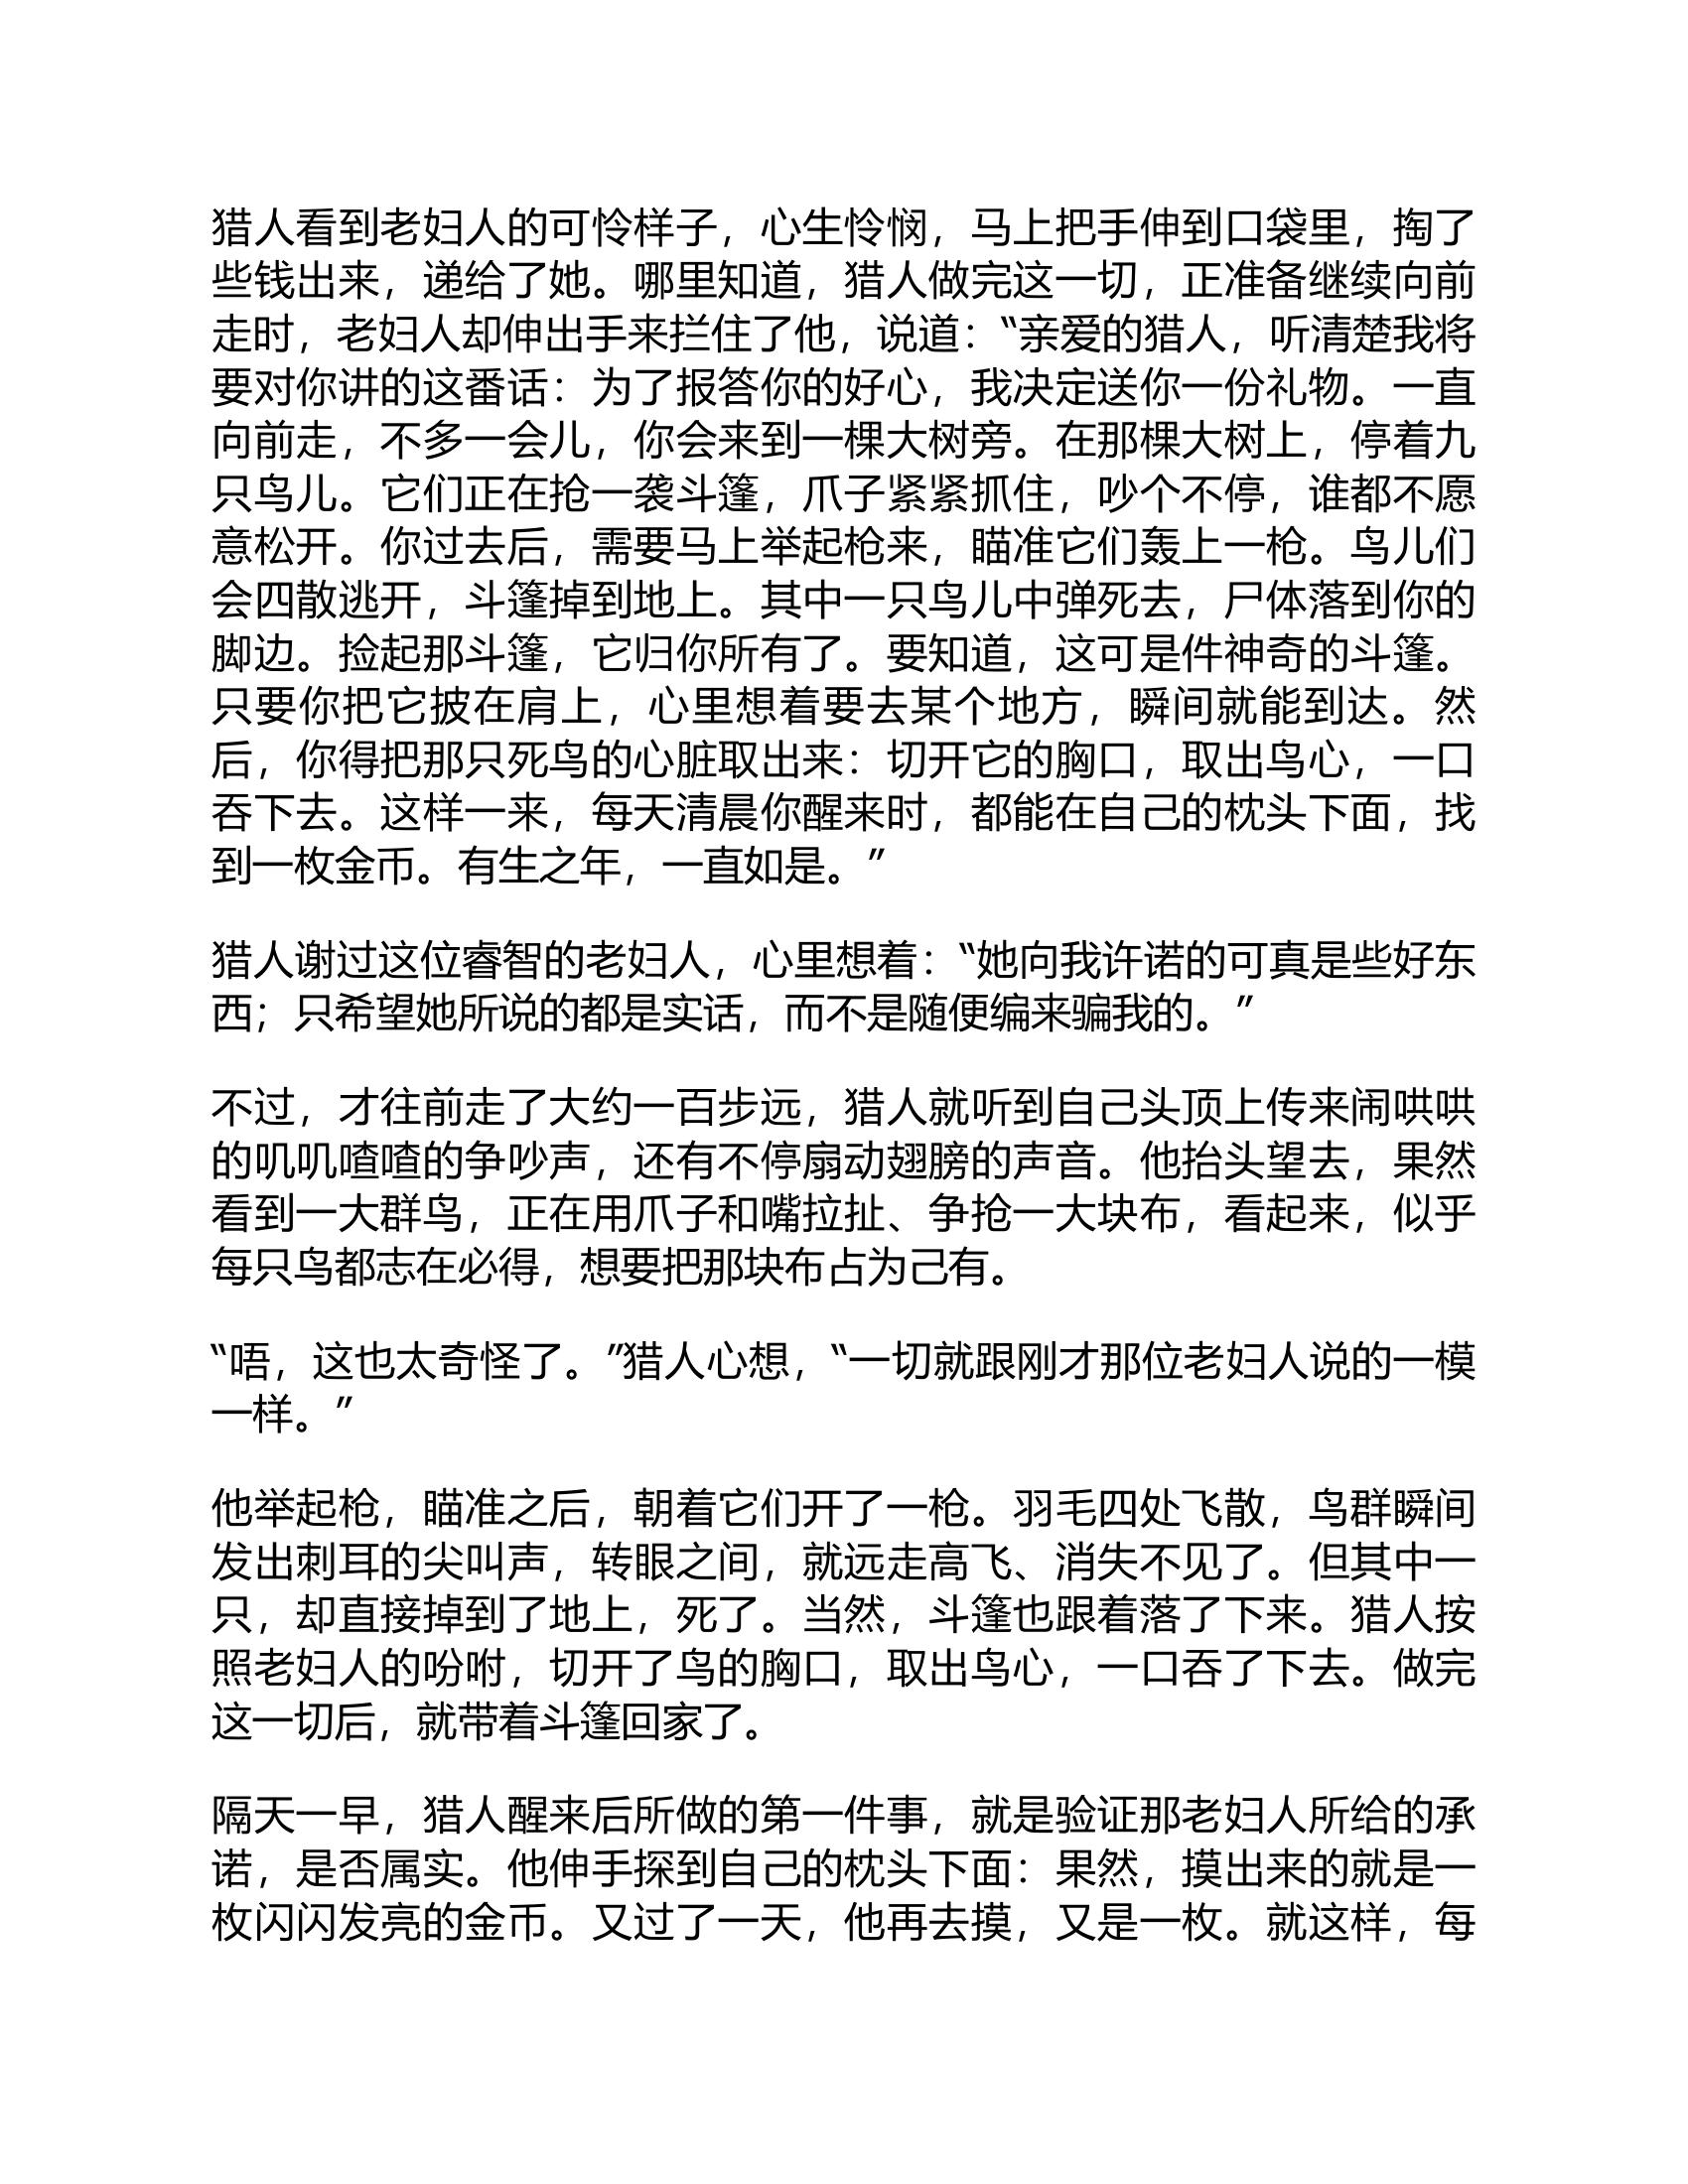 猎人看到老妇人的可怜样子，心生怜悯，马上把手伸到口袋里，掏了
些钱出来，递给了她。哪里知道，猎人做完这一切，正准备继续向前
走时，老妇人却伸出手来拦住了他，说道：“亲爱的猎人，听清楚我将
要对你讲的这番话：为了报答你的好心，我决定送你一份礼物。一直
向前走，不多一会儿，你会来到一棵大树旁。在那棵大树上，停着九
只鸟儿。它们正在抢一袭斗篷，爪子紧紧抓住，吵个不停，谁都不愿
意松开。你过去后，需要马上举起枪来，瞄准它们轰上一枪。鸟儿们
会四散逃开，斗篷掉到地上。其中一只鸟儿中弹死去，尸体落到你的
脚边。捡起那斗篷，它归你所有了。要知道，这可是件神奇的斗篷。
只要你把它披在肩上，心里想着要去某个地方，瞬间就能到达。然
后，你得把那只死鸟的心脏取出来：切开它的胸口，取出鸟心，一口
吞下去。这样一来，每天清晨你醒来时，都能在自己的枕头下面，找
到一枚金币。有生之年，一直如是。”
猎人谢过这位睿智的老妇人，心里想着：“她向我许诺的可真是些好东
西；只希望她所说的都是实话，而不是随便编来骗我的。”
不过，才往前走了大约一百步远，猎人就听到自己头顶上传来闹哄哄
的叽叽喳喳的争吵声，还有不停扇动翅膀的声音。他抬头望去，果然
看到一大群鸟，正在用爪子和嘴拉扯、争抢一大块布，看起来，似乎
每只鸟都志在必得，想要把那块布占为己有。
“唔，这也太奇怪了。”猎人心想，“一切就跟刚才那位老妇人说的一模
一样。”
他举起枪，瞄准之后，朝着它们开了一枪。羽毛四处飞散，鸟群瞬间
发出刺耳的尖叫声，转眼之间，就远走高飞、消失不见了。但其中一
只，却直接掉到了地上，死了。当然，斗篷也跟着落了下来。猎人按
照老妇人的吩咐，切开了鸟的胸口，取出鸟心，一口吞了下去。做完
这一切后，就带着斗篷回家了。
隔天一早，猎人醒来后所做的第一件事，就是验证那老妇人所给的承
诺，是否属实。他伸手探到自己的枕头下面：果然，摸出来的就是一
枚闪闪发亮的金币。又过了一天，他再去摸，又是一枚。就这样，每